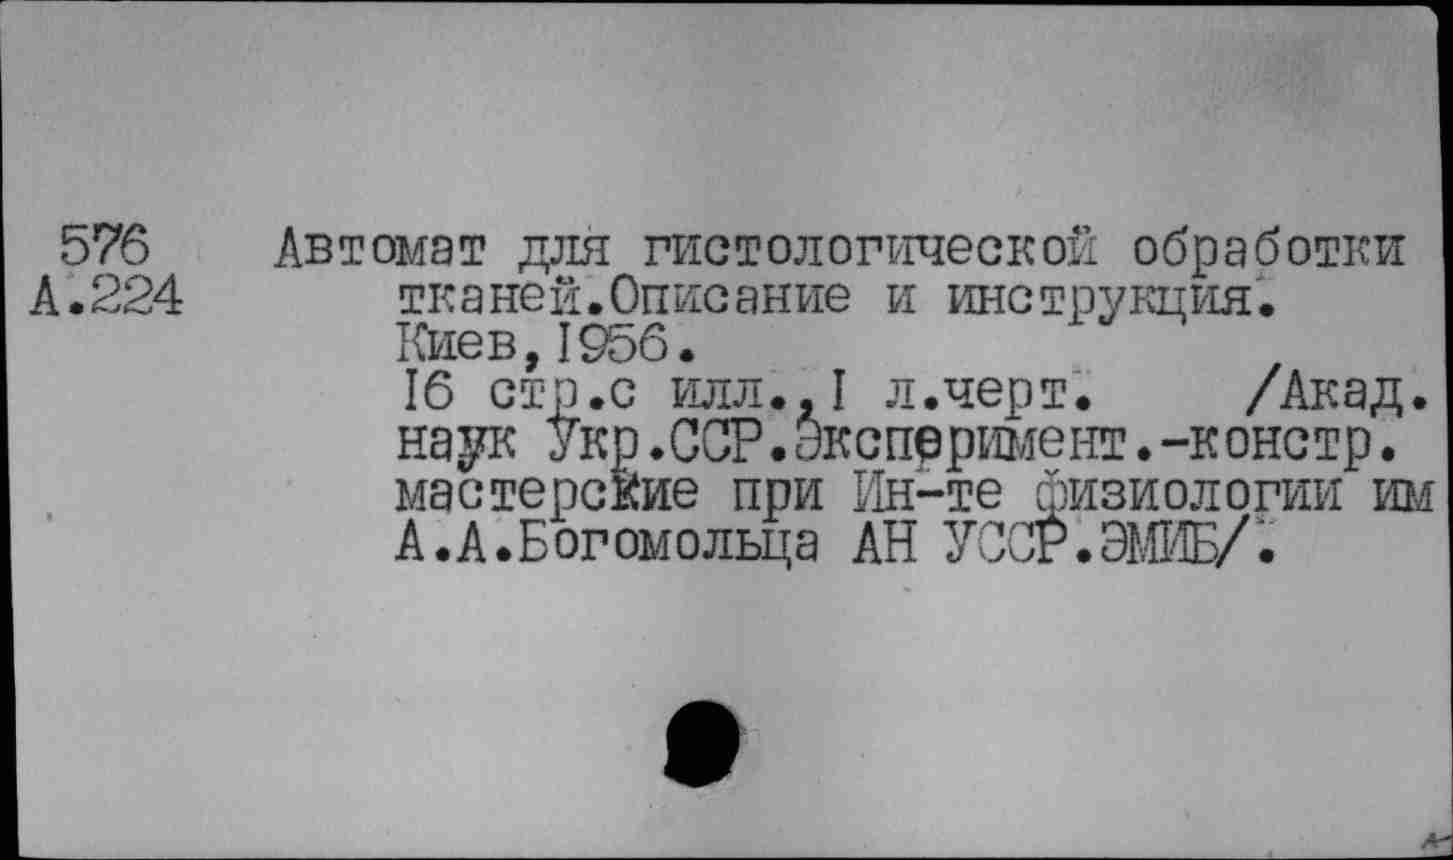 576 Автомат для гистологической обработки
А.224 тканей.Описание и инструкция.
Киев,1956.
16 стр.с илл.,1 л.черт. /Акад.
наук Укр.ССР.Эксперимент.-констр.
мастерские при Ин-те физиологии им
А.А.Богомольца АН УССР.ЭМИБ/.